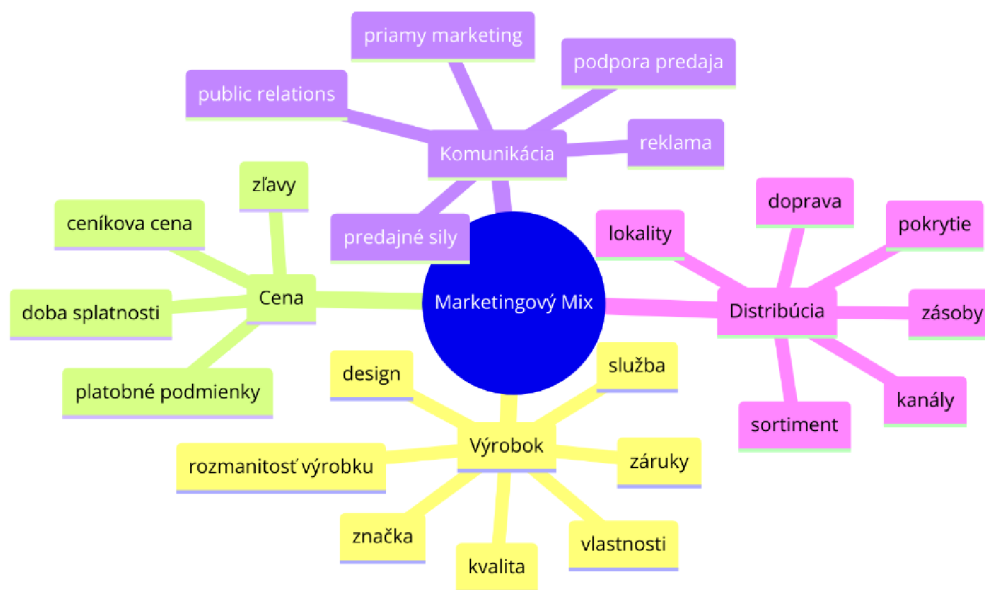 priamy marketing
podpora predaja
public relations
Komunikácia
reklama
predajné sily
zľavy
ceníkova cena
doba splatnosti
Cena
platobné podmienky
Marketingový Mix
lokality
doprava
pokrytie
Distribúcia
zásoby
kanály
sortiment
design
služba
Výrobok
rozmanitosť výrobku
záruky
značka
kvalita
vlastnosti